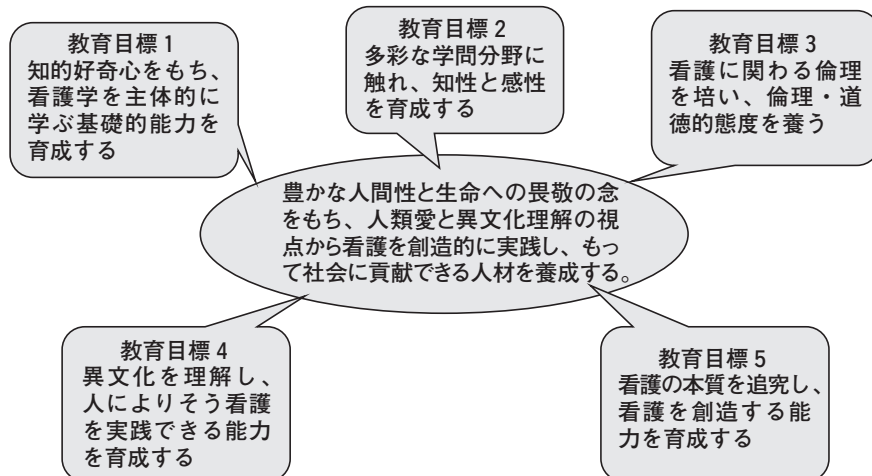 教育目標 1
知的好奇心をもち、
看護学を主体的に
学ぶ基礎的能力を
育成する
教育目標 2
多彩な学問分野に
触れ、知性と感性
を育成する
教育目標 3
看護に関わる倫理
を培い、倫理・道
徳的態度を養う
豊かな人間性と生命への畏敬の念
をもち、人類愛と異文化理解の視
点から看護を創造的に実践し、もっ
て社会に貢献できる人材を養成する。
教育目標 4
異文化を理解し、
人によりそう看護
を実践できる能力
を育成する
教育目標 5
看護の本質を追究し、
看護を創造する能
力を育成する